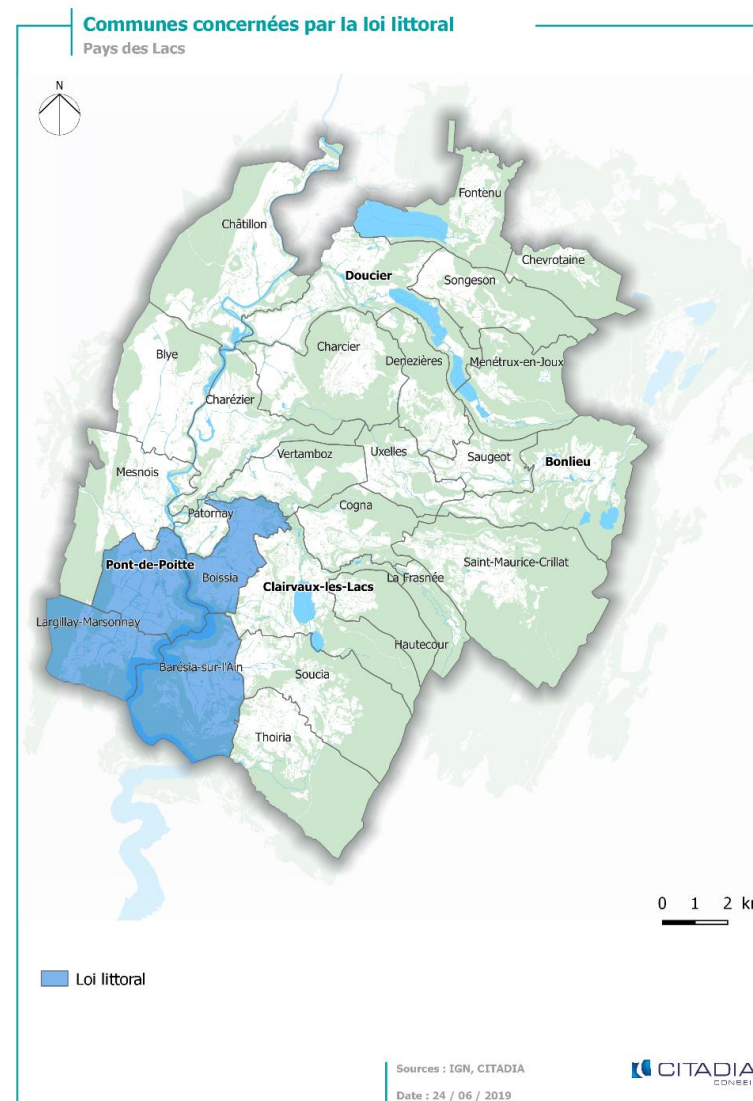 Communes concernées par la loi littoral
Pays des Lacs
N
Fontenu
Châtillon
Chevrotaine
Doucier
Songeson
Charcier
Blye
Denezières
Menétrux-en-Joux
Charézier
Vertamboz
Uxelles
Saugeot
Bonlieu
Mesnois
Cogna
Patornay
Pont-de-Poitte
Boissia
La Frasnée
Saint-Maurice-Crillat
Clairvaux-les-Lacs
Largillay-Marsonnay
Hautecour
Barésia-sur-l'Ain
Soucia
Thoiria
0 1 2 km
Loi littoral
Sources : IGN, CITADIA
CITADIA
CONSEIL
Date : 24 / 06 / 2019